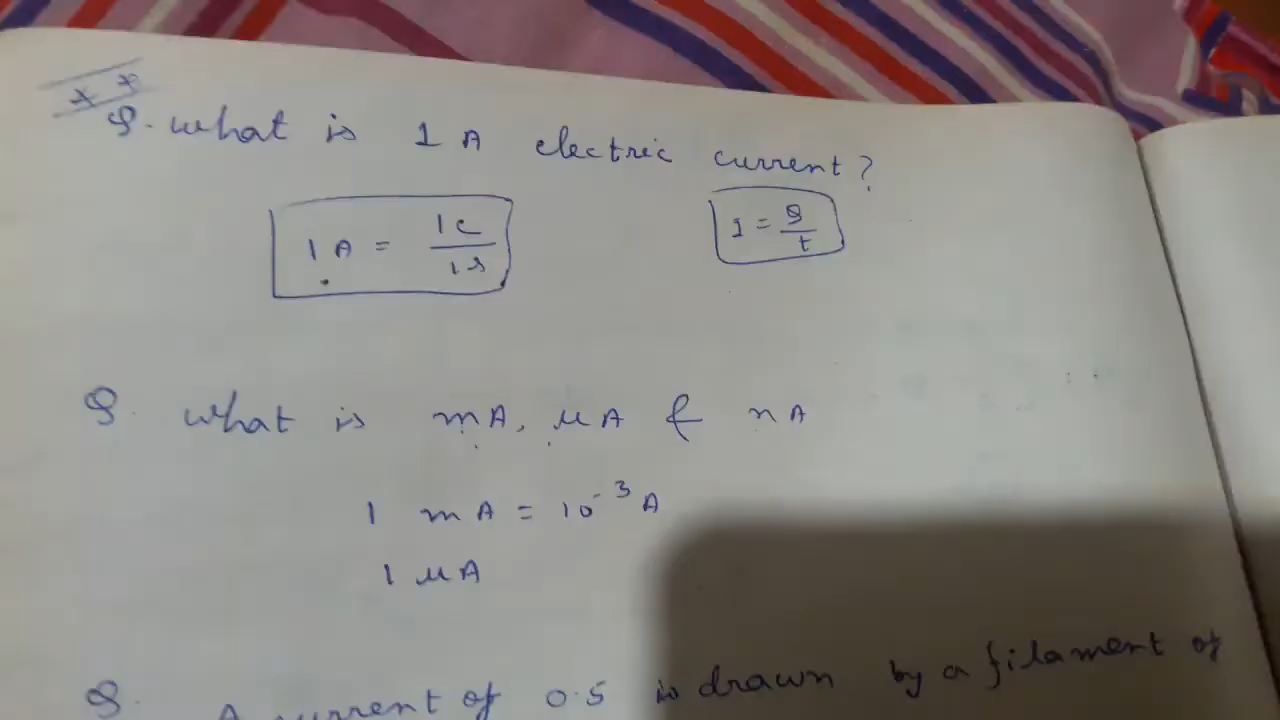 * *
Q. what is 1 A electric current?
1 A = 1C / 1s
I = Q / t
Q. what is mA, μA & nA
1 mA = 10⁻³ A
1 μA
Q. A current of 0.5 is drawn by a filament of